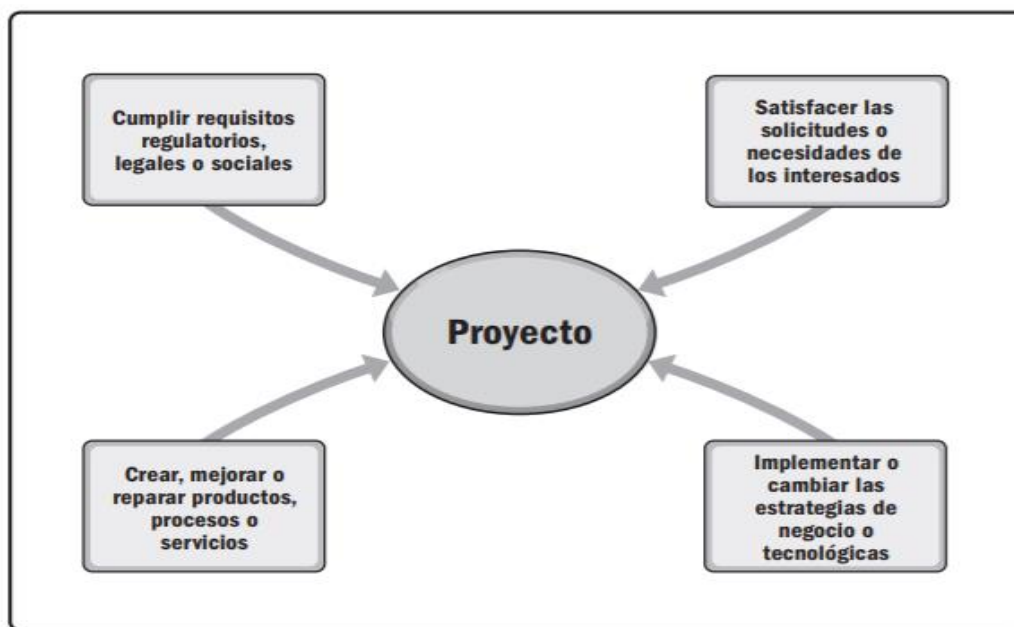 Cumplir requisitos
regulatorios,
legales o sociales
Satisfacer las
solicitudes o
necesidades de
los interesados
Proyecto
Crear, mejorar o
reparar productos,
procesos o
servicios
Implementar o
cambiar las
estrategias de
negocio o
tecnológicas